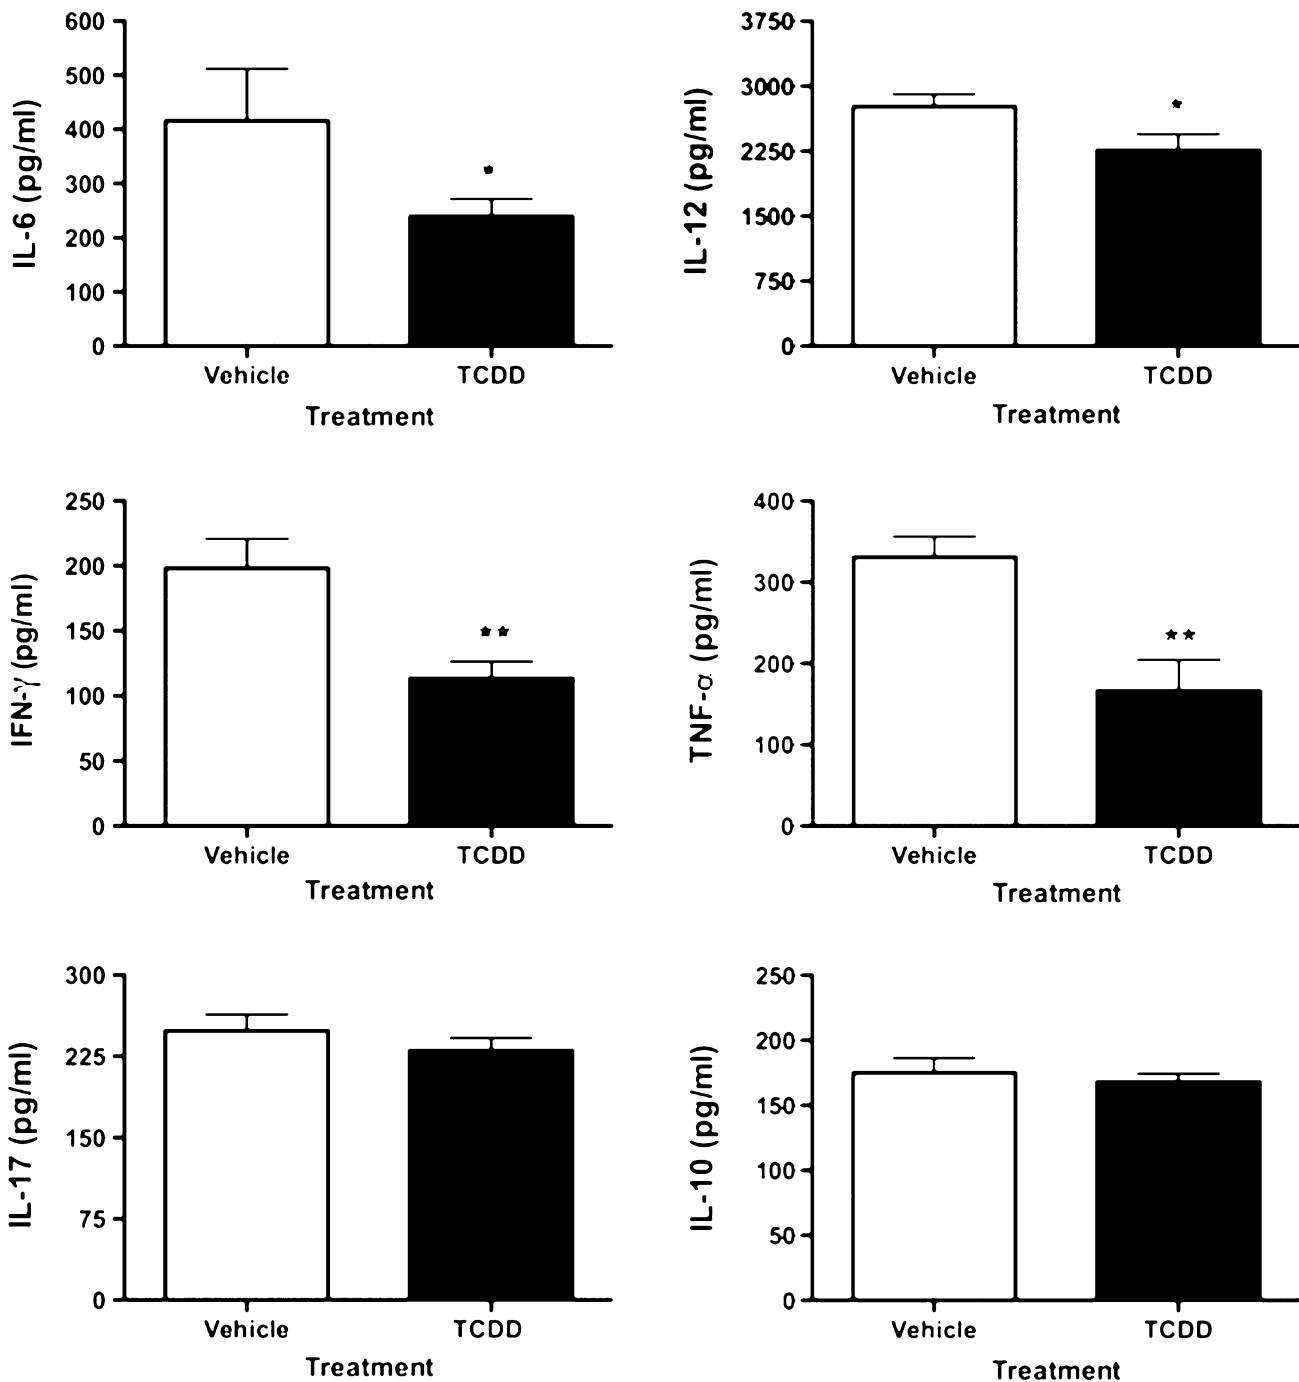 IL-6 (pg/ml)
600
500
400
300
200
100
0
*
Vehicle TCDD
Treatment
IL-12 (pg/ml)
3750
3000
2250
1500
750
0
*
Vehicle TCDD
Treatment
IFN-γ (pg/ml)
250
200
150
100
50
0
**
Vehicle TCDD
Treatment
TNF-α (pg/ml)
400
300
200
100
0
**
Vehicle TCDD
Treatment
IL-17 (pg/ml)
300
225
150
75
0
Vehicle TCDD
Treatment
IL-10 (pg/ml)
250
200
150
100
50
0
Vehicle TCDD
Treatment